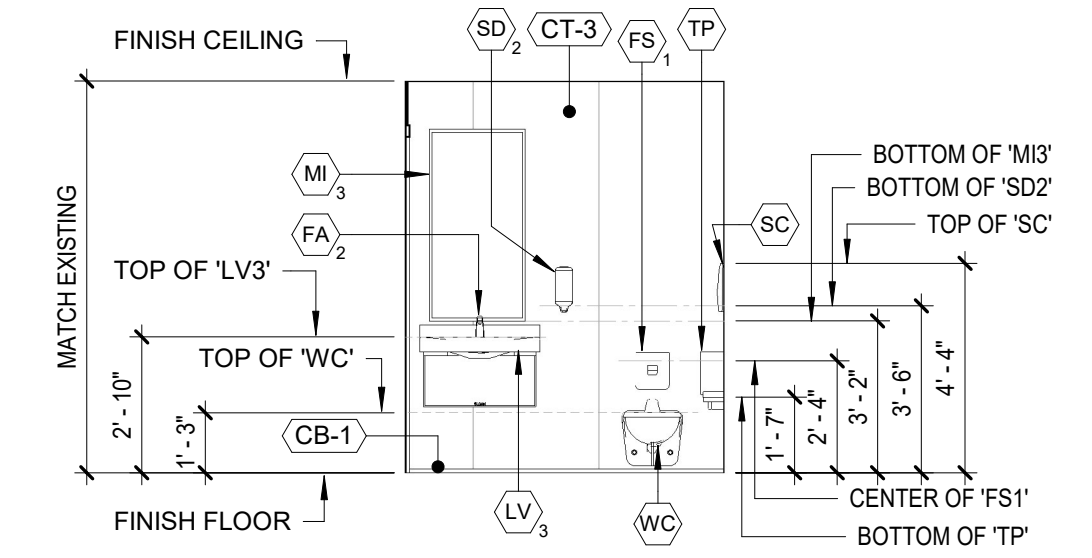 FINISH CEILING
SD
2
CT-3
FS
1
TP
MI
3
FA
2
SC
BOTTOM OF 'MI3'
BOTTOM OF 'SD2'
TOP OF 'SC'
MATCH EXISTING
TOP OF 'LV3'
TOP OF 'WC'
2' - 10"
1' - 3"
CB-1
FINISH FLOOR
LV
3
WC
1' - 7"
2' - 4"
3' - 2"
3' - 6"
4' - 4"
CENTER OF 'FS1'
BOTTOM OF 'TP'